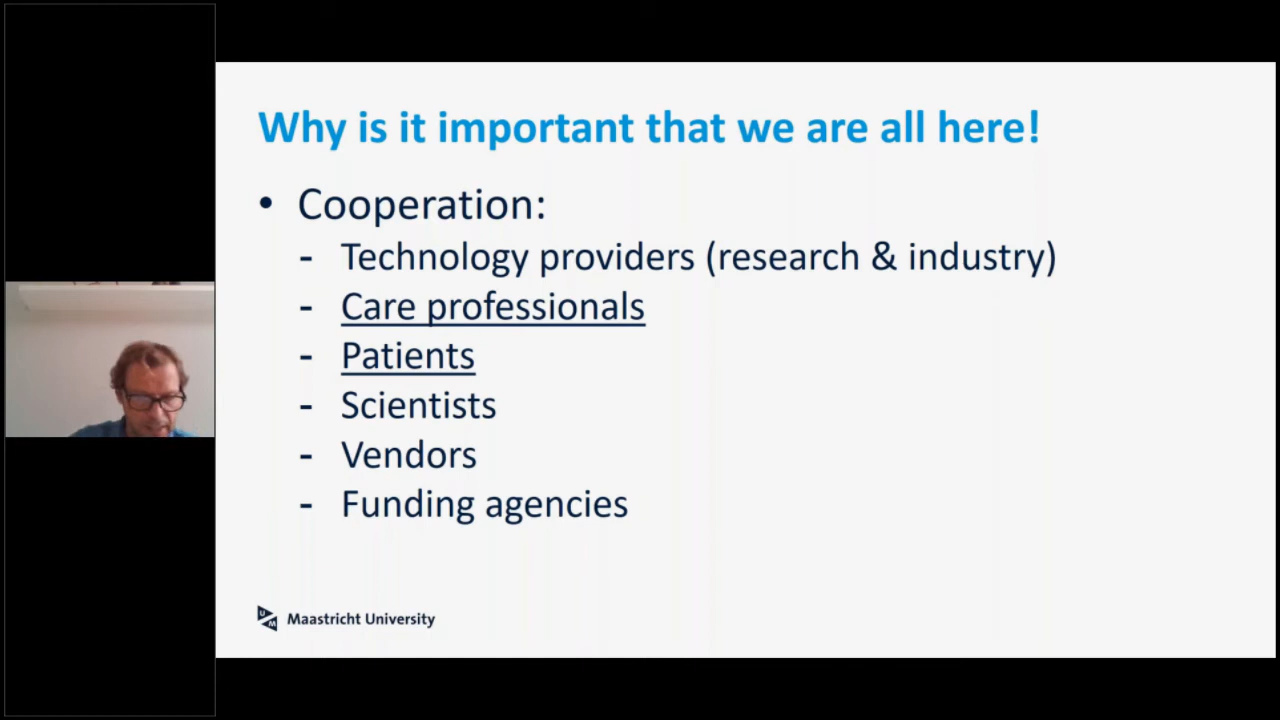 Why is it important that we are all here!
• Cooperation:
- Technology providers (research & industry)
- Care professionals
- Patients
- Scientists
- Vendors
- Funding agencies
UM Maastricht University